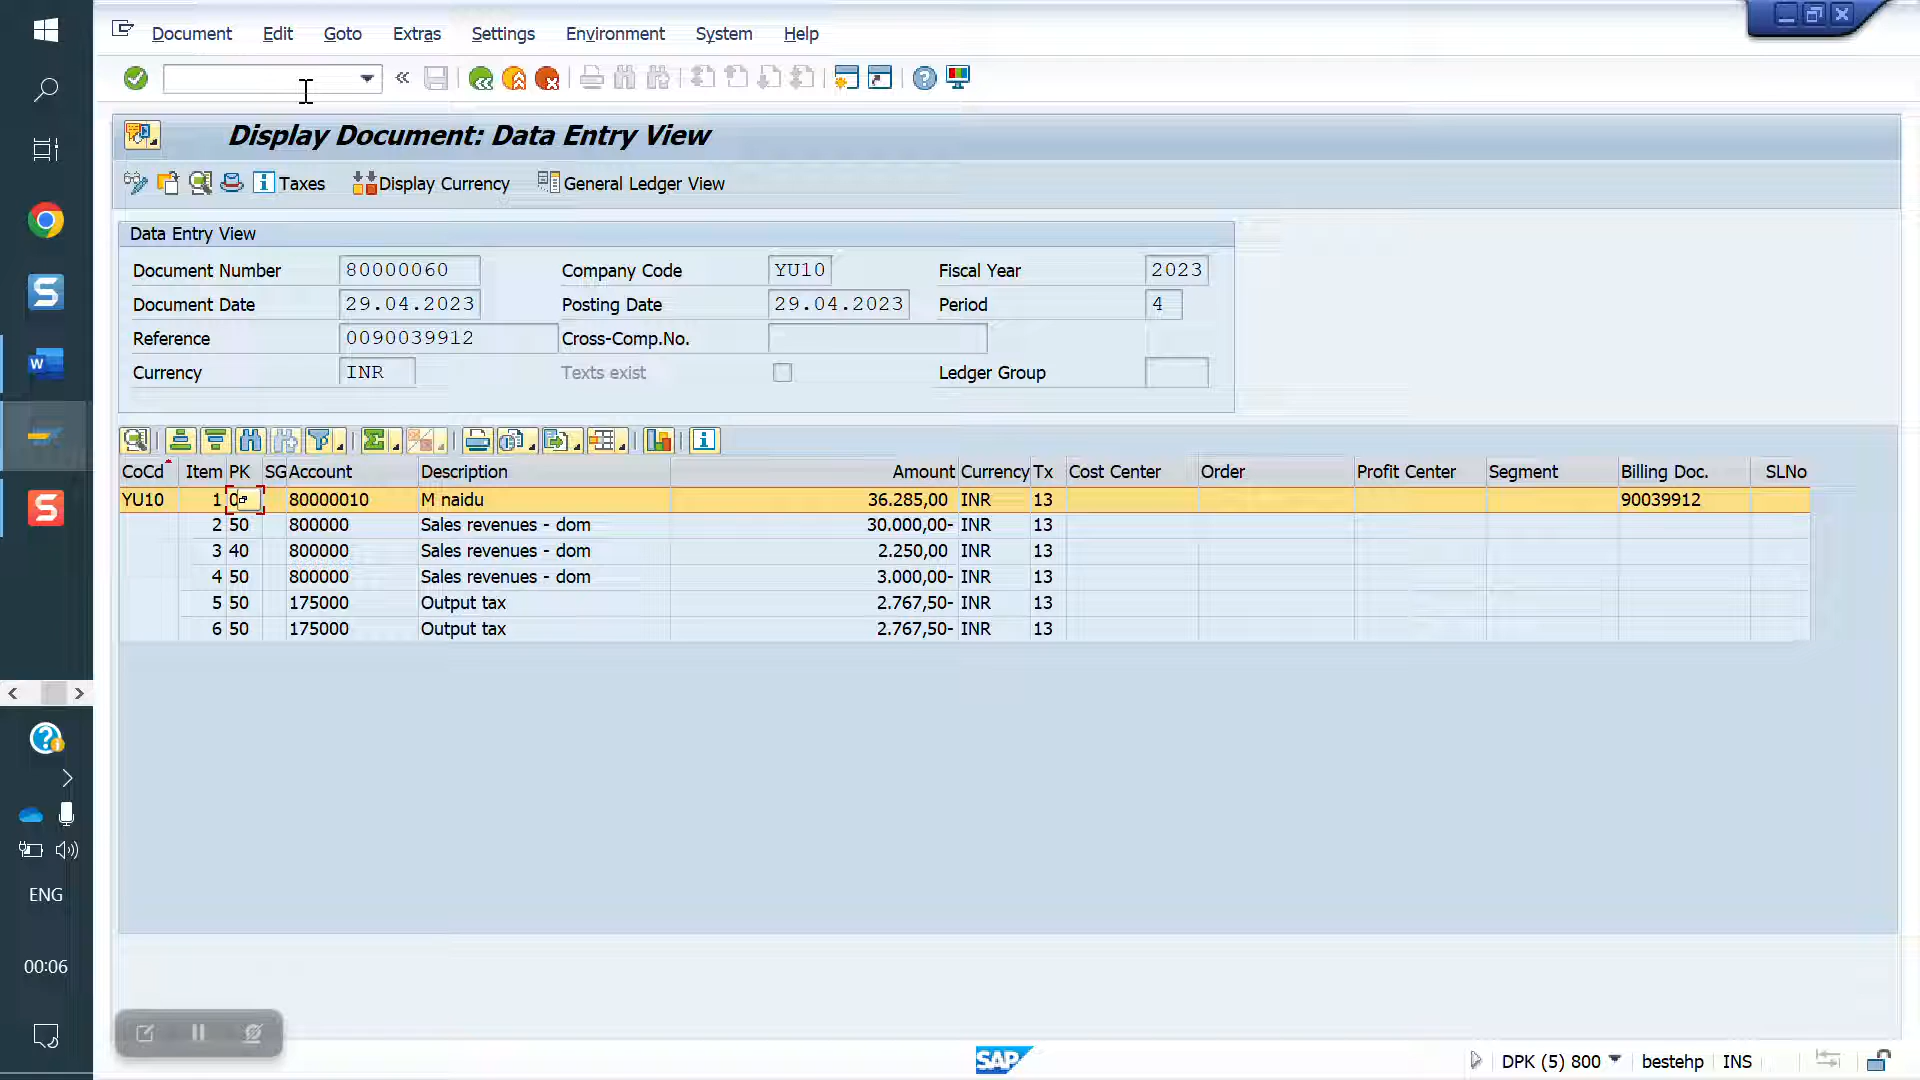 Document Edit Goto Extras Settings Environment System Help
Display Document: Data Entry View
Taxes Display Currency General Ledger View
Data Entry View
Document Number 80000060 Company Code YU10 Fiscal Year 2023
Document Date 29.04.2023 Posting Date 29.04.2023 Period 4
Reference 0090039912 Cross-Comp.No.
Currency INR Texts exist Ledger Group
CoCd Item PK SG Account Description Amount Currency Tx Cost Center Order Profit Center Segment Billing Doc. SLNo
YU10 1 80000010 M naidu 36.285,00 INR 13 90039912
2 50 800000 Sales revenues - dom 30.000,00- INR 13
3 40 800000 Sales revenues - dom 2.250,00 INR 13
4 50 800000 Sales revenues - dom 3.000,00- INR 13
5 50 175000 Output tax 2.767,50- INR 13
6 50 175000 Output tax 2.767,50- INR 13
ENG
00:06
SAP DPK (5) 800 bestehp INS